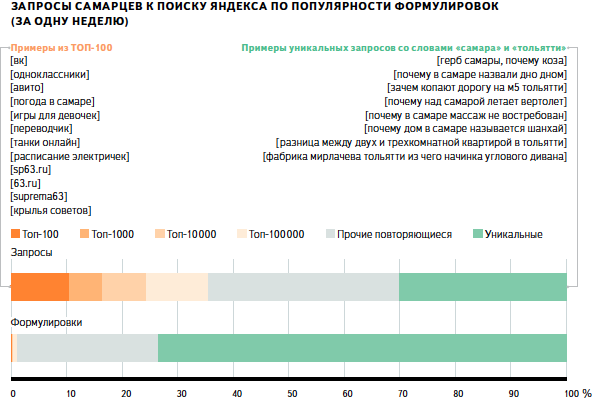 ЗАПРОСЫ САМАРЦЕВ К ПОИСКУ ЯНДЕКСА ПО ПОПУЛЯРНОСТИ ФОРМУЛИРОВОК
(ЗА ОДНУ НЕДЕЛЮ)
Примеры из ТОП-100
[вк]
[одноклассники]
[авито]
[погода в самаре]
[игры для девочек]
[переводчик]
[танки онлайн]
[расписание электричек]
[sp63.ru]
[63.ru]
[suprema63]
[крылья советов]
Примеры уникальных запросов со словами «самара» и «тольятти»
[герб самары, почему коза]
[почему в самаре назвали дно дном]
[зачем копают дорогу на м5 тольятти]
[почему над самарой летает вертолет]
[почему в самаре массаж не востребован]
[почему дом в самаре называется шанхай]
[разница между двух и трехкомнатной квартирой в тольятти]
[фабрика мирлачева тольятти из чего начинка углового дивана]
Топ-100 Топ-1000 Топ-10000 Топ-100000 Прочие повторяющиеся Уникальные
Запросы
Формулировки
0 10 20 30 40 50 60 70 80 90 100 %